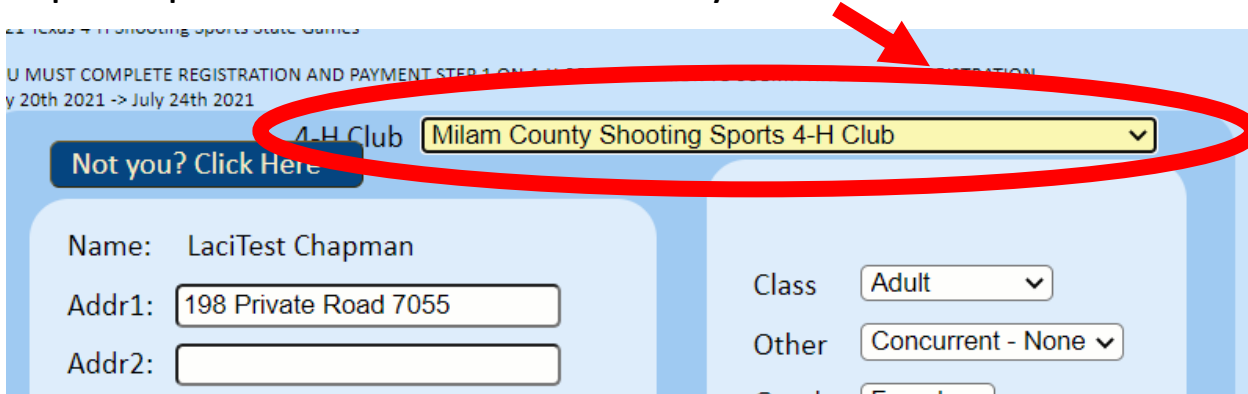 21 Texas 4-H Shooting Sports State Games
U MUST COMPLETE REGISTRATION AND PAYMENT STEP 1 ON 4-H
y 20th 2021 -> July 24th 2021
4-H Club Milam County Shooting Sports 4-H Club
Not you? Click Here
Name: LaciTest Chapman
Class Adult
Addr1: 198 Private Road 7055
Other Concurrent - None
Addr2: